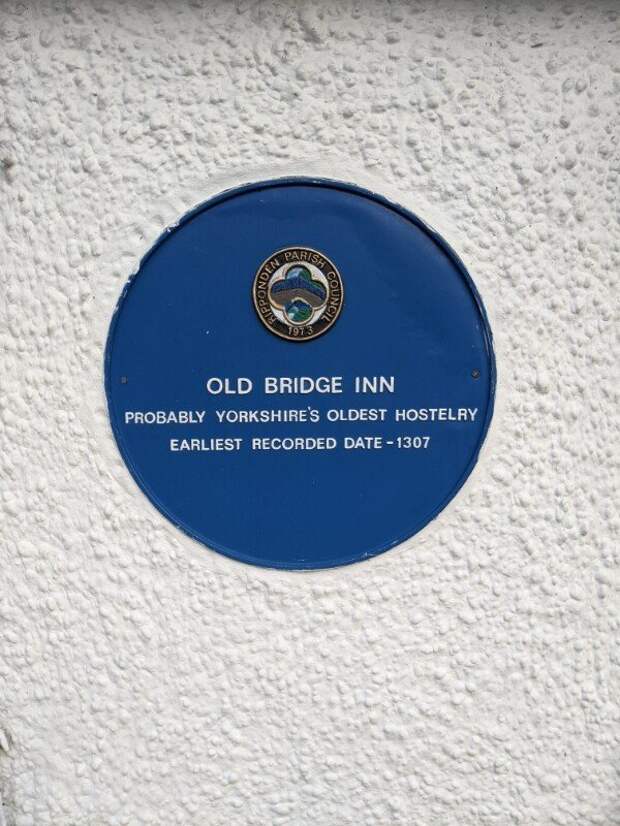 RIPPONDEN PARISH COUNCIL
1973
OLD BRIDGE INN
PROBABLY YORKSHIRE'S OLDEST HOSTELRY
EARLIEST RECORDED DATE - 1307